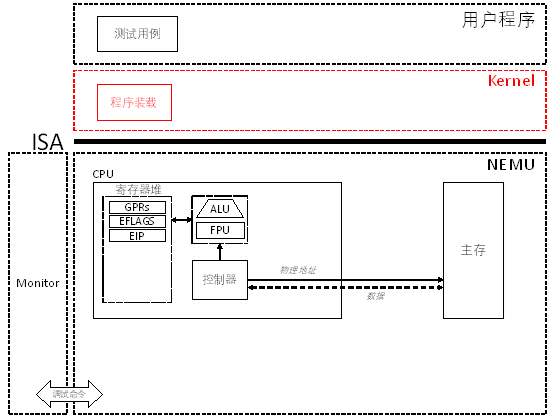 用户程序
测试用例
Kernel
程序装载
ISA
NEMU
CPU
寄存器堆
GPRs
EFLAGS
EIP
ALU
FPU
控制器
物理地址
数据
主存
Monitor
调试命令